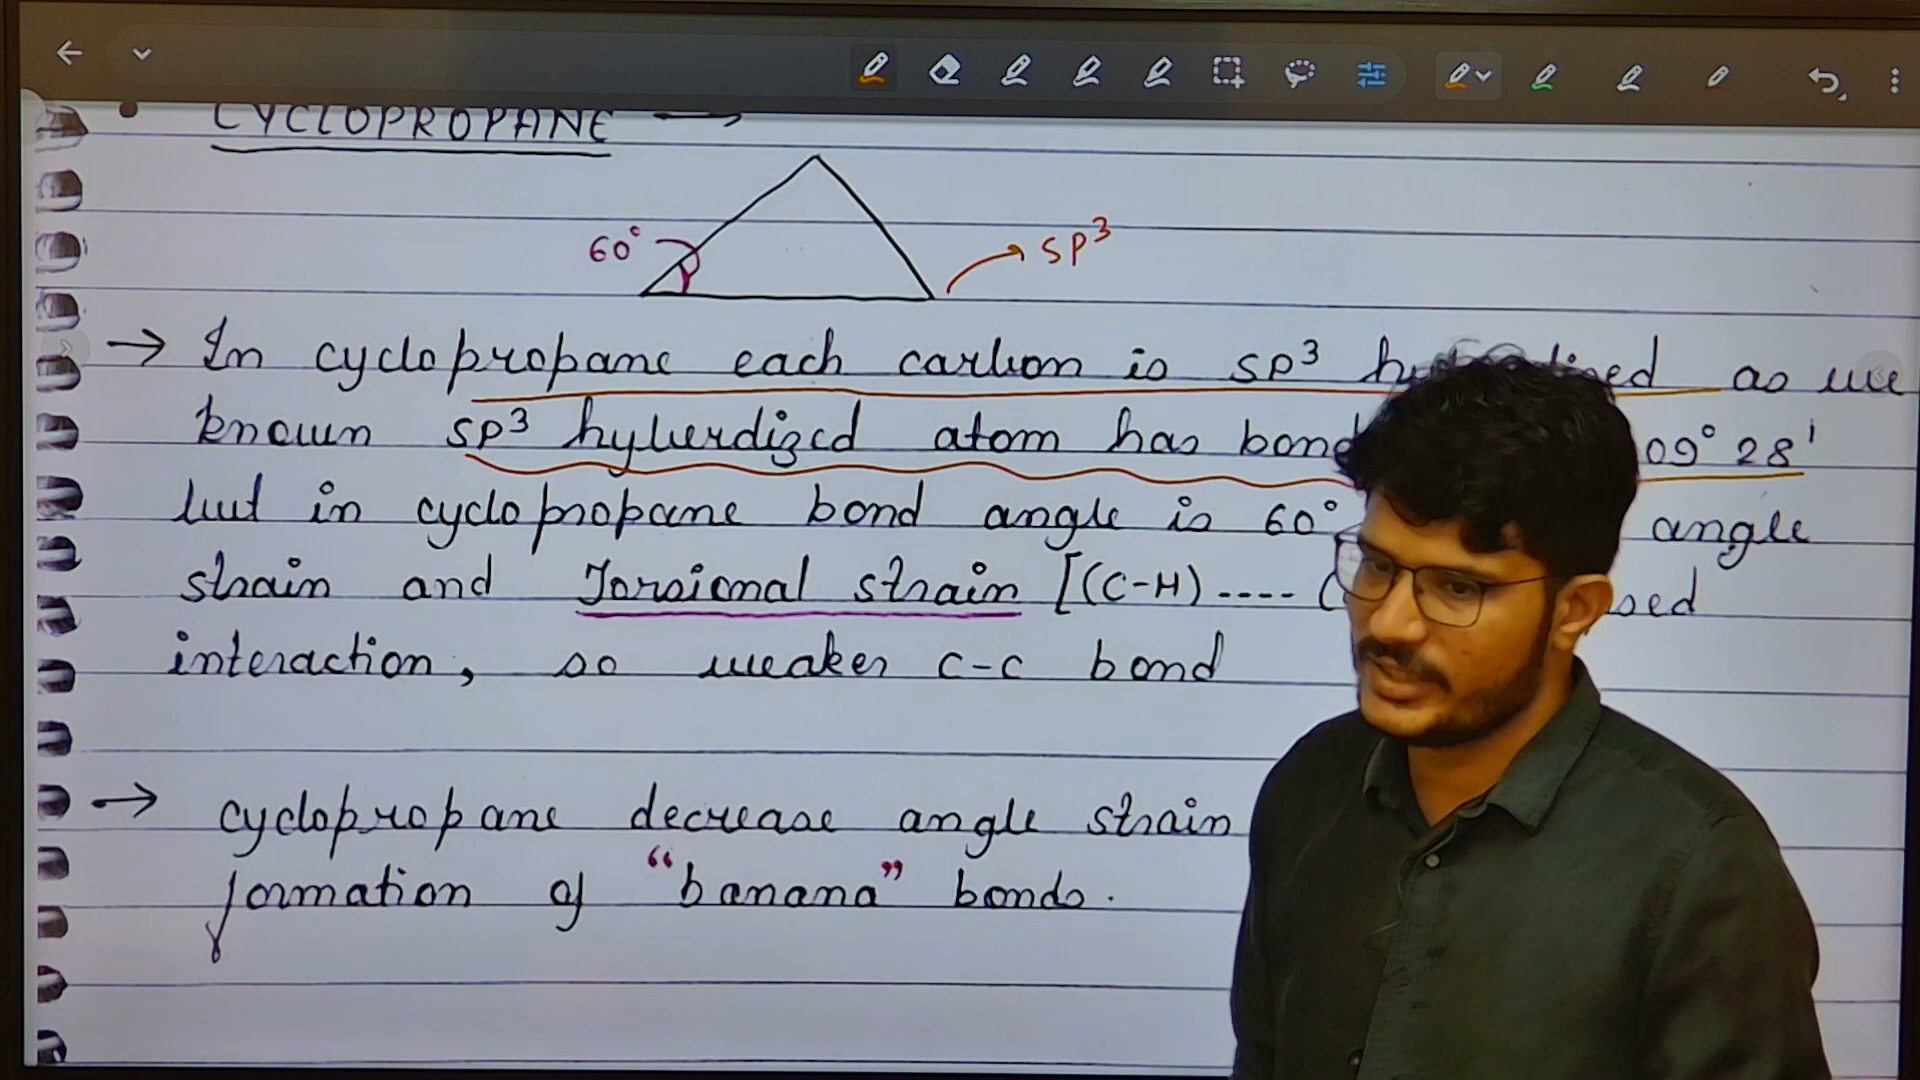 CYCLOPROPANE →
60°
sp³
→ In cyclopropane each carbon is sp³ as we
known sp³ hyberdized atom has bond 09° 28'
but in cyclopropane bond angle is 60° angle
strain and Torsional strain [(C-H) ---- (
interaction, so weaker c-c bond
→ cyclopropane decrease angle strain
formation of “banana” bonds.